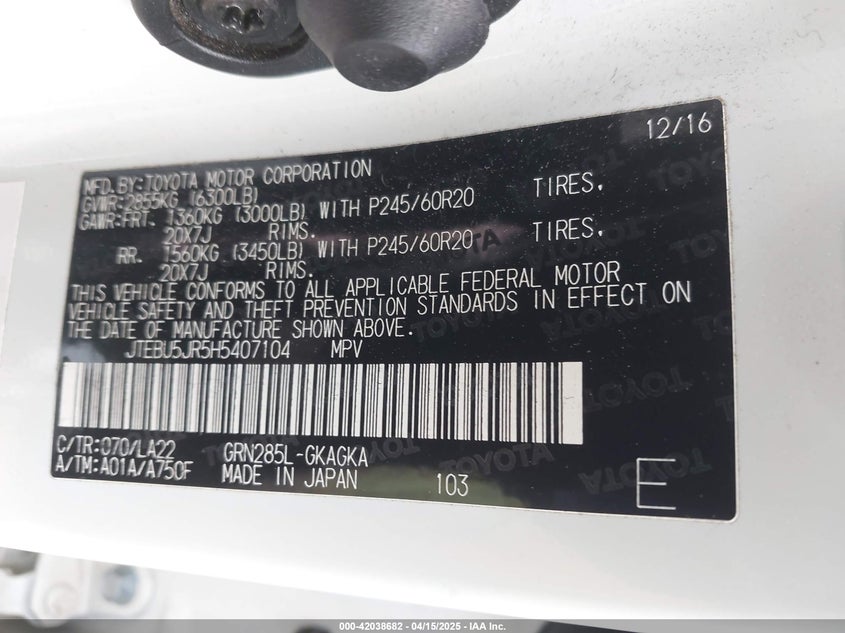 12/16
MFD.BY:TOYOTA MOTOR CORPORATION
GVWR:2855KG (6300LB)
GAWR:FRT. 1360KG (3000LB) WITH P245/60R20 TIRES,
20X7J RIMS.
RR. 1560KG (3450LB) WITH P245/60R20 TIRES,
20X7J RIMS.
THIS VEHICLE CONFORMS TO ALL APPLICABLE FEDERAL MOTOR
VEHICLE SAFETY AND THEFT PREVENTION STANDARDS IN EFFECT ON
THE DATE OF MANUFACTURE SHOWN ABOVE.
JTEBU5JR5H5407104 MPV
C/TR:070/LA22 GRN285L-GKAGKA
A/TM:A01A/A750F MADE IN JAPAN 103 E
000-42038682 - 04/15/2025 - IAA Inc.